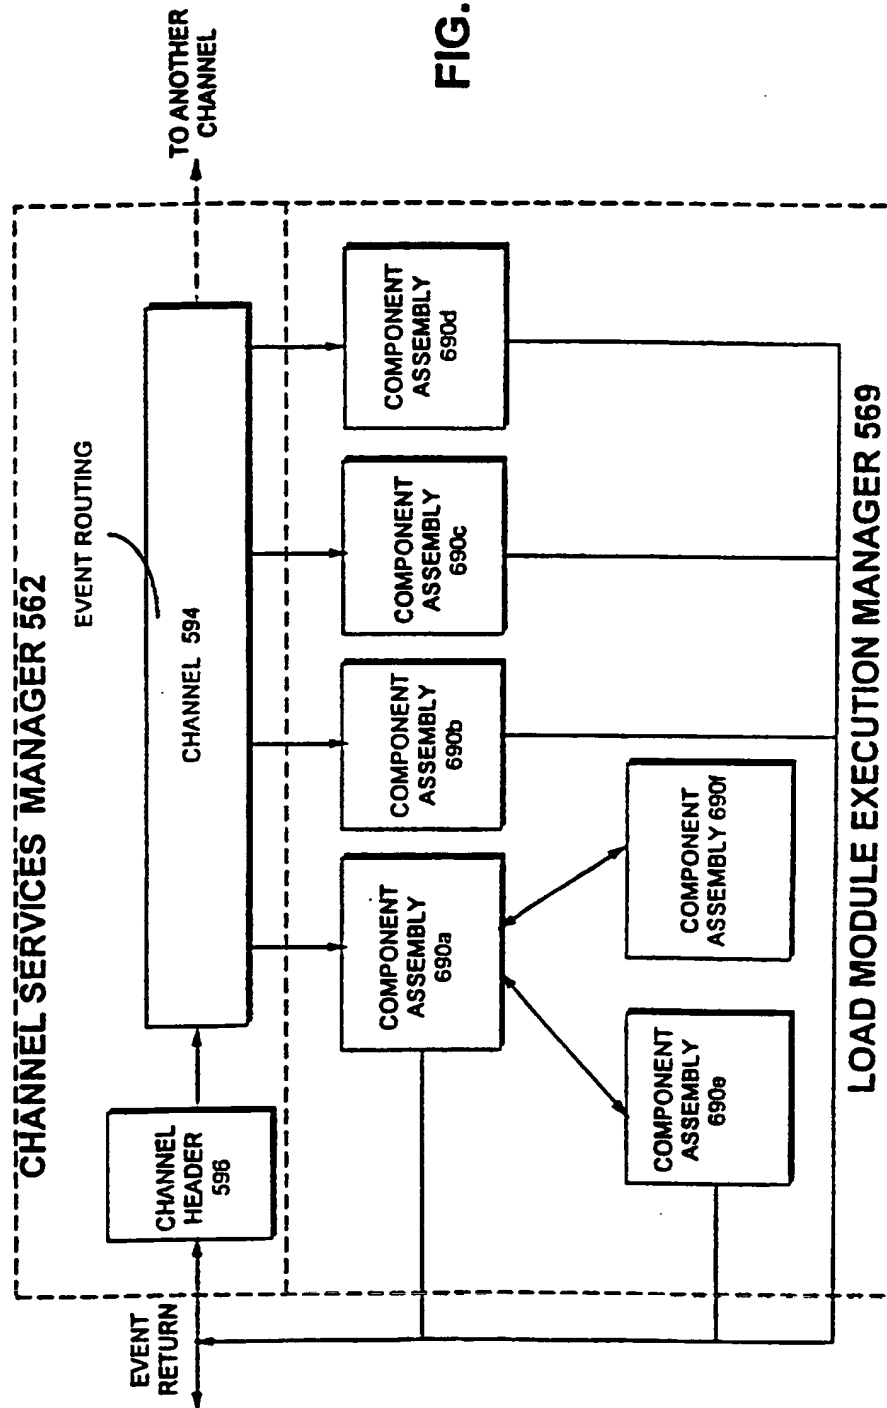 CHANNEL SERVICES MANAGER 562
EVENT ROUTING
TO ANOTHER
CHANNEL
EVENT
RETURN
CHANNEL
HEADER
596
CHANNEL 594
COMPONENT
ASSEMBLY
690a
COMPONENT
ASSEMBLY
690b
COMPONENT
ASSEMBLY
690c
COMPONENT
ASSEMBLY
690d
COMPONENT
ASSEMBLY
690e
COMPONENT
ASSEMBLY 690f
LOAD MODULE EXECUTION MANAGER 569
FIG.